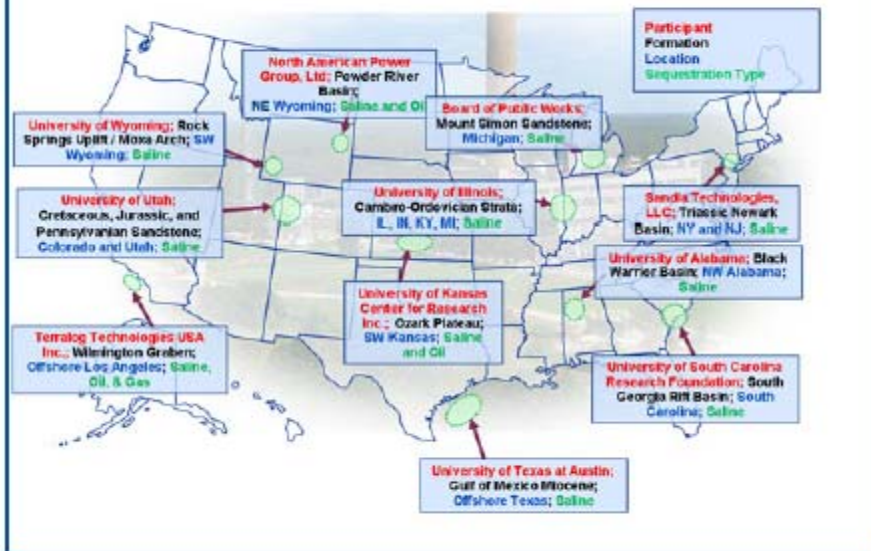 Participant
Formation
Location
Sequestration Type
North American Power
Group, Ltd; Powder River
Basin;
NE Wyoming; Saline and Oil
Board of Public Works;
Mount Simon Sandstone;
Michigan; Saline
University of Wyoming; Rock
Springs Uplift / Moxa Arch; SW
Wyoming; Saline
University of Utah;
Cretaceous, Jurassic, and
Pennsylvanian Sandstone;
Colorado and Utah; Saline
University of Illinois;
Cambro-Ordovician Strata;
IL, IN, KY, MI; Saline
Sandia Technologies,
LLC; Triassic Newark
Basin; NY and NJ; Saline
University of Alabama; Black
Warrior Basin; NW Alabama;
Saline
University of Kansas
Center for Research
Inc.; Ozark Plateau;
SW Kansas; Saline
and Oil
Terralog Technologies USA
Inc.; Wilmington Graben;
Offshore Los Angeles; Saline,
Oil, & Gas
University of South Carolina
Research Foundation; South
Georgia Rift Basin; South
Carolina; Saline
University of Texas at Austin;
Gulf of Mexico Miocene;
Offshore Texas; Saline